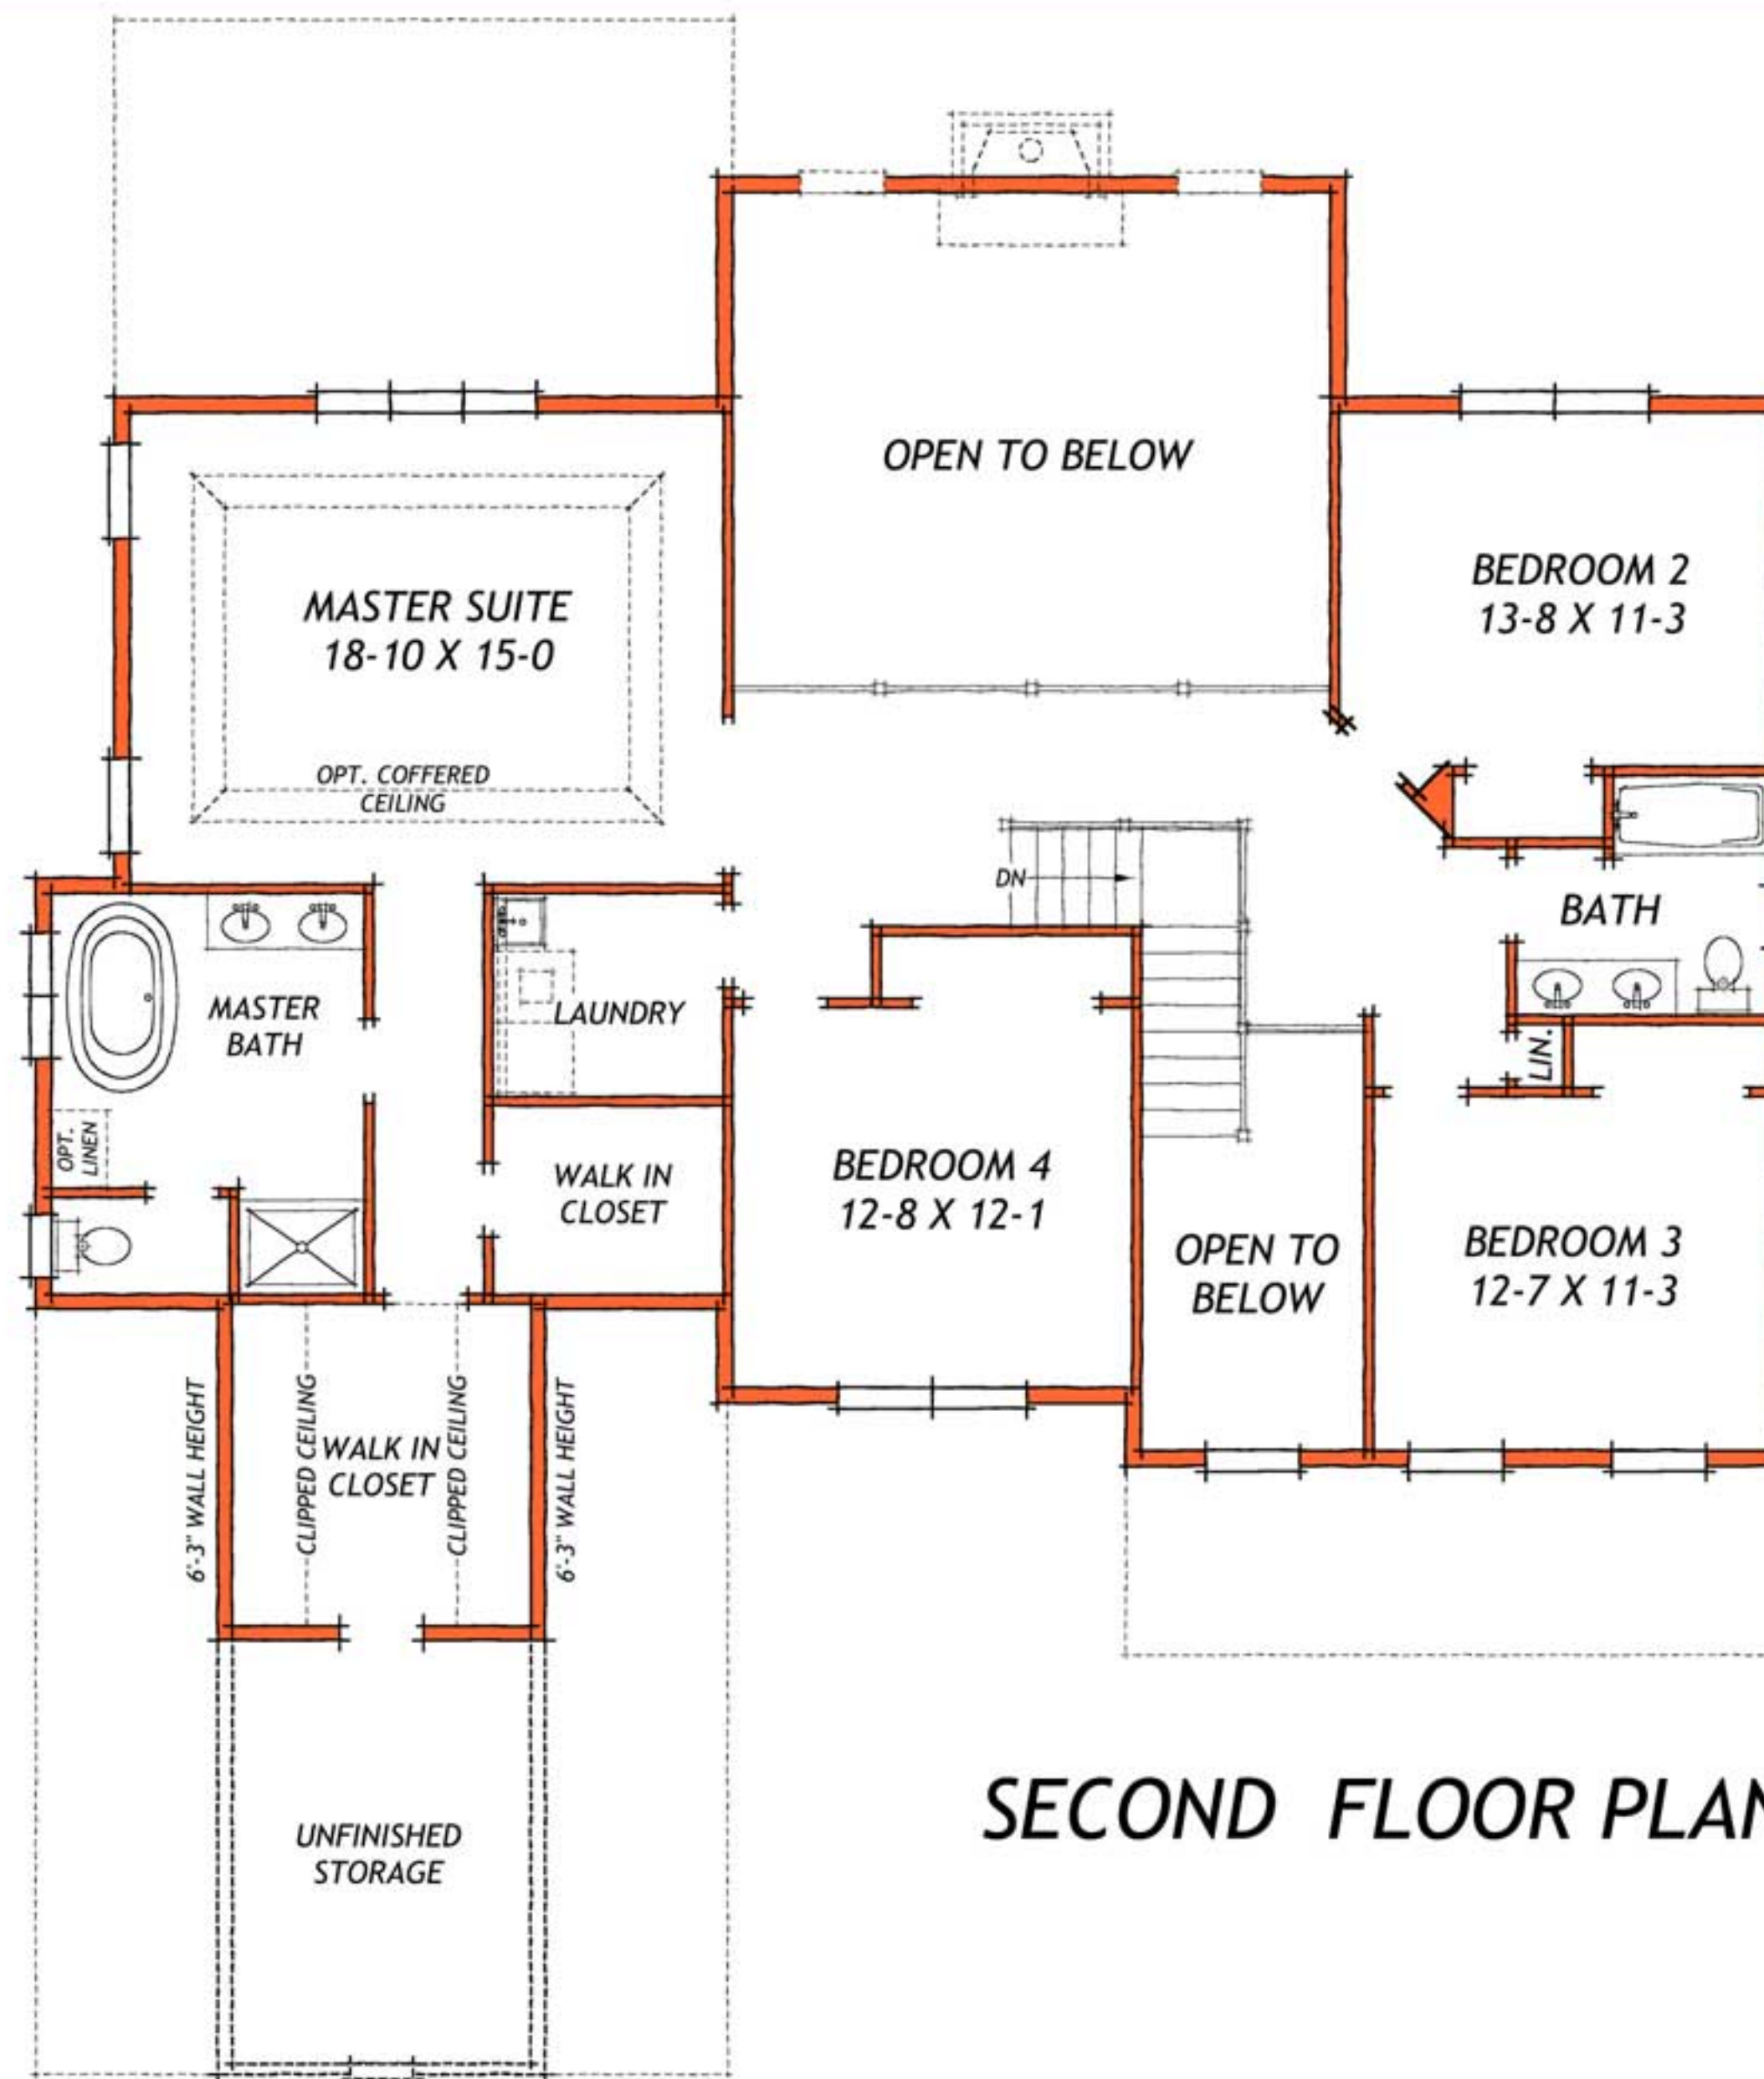 OPEN TO BELOW
BEDROOM 2
13-8 X 11-3
MASTER SUITE
18-10 X 15-0
OPT. COFFERED
CEILING
DN
BATH
MASTER
BATH
LAUNDRY
LIN.
OPT.
LINEN
WALK IN
CLOSET
BEDROOM 4
12-8 X 12-1
OPEN TO
BELOW
BEDROOM 3
12-7 X 11-3
6'-3" WALL HEIGHT
CLIPPED CEILING
WALK IN
CLOSET
CLIPPED CEILING
6'-3" WALL HEIGHT
SECOND FLOOR PLAN
UNFINISHED
STORAGE